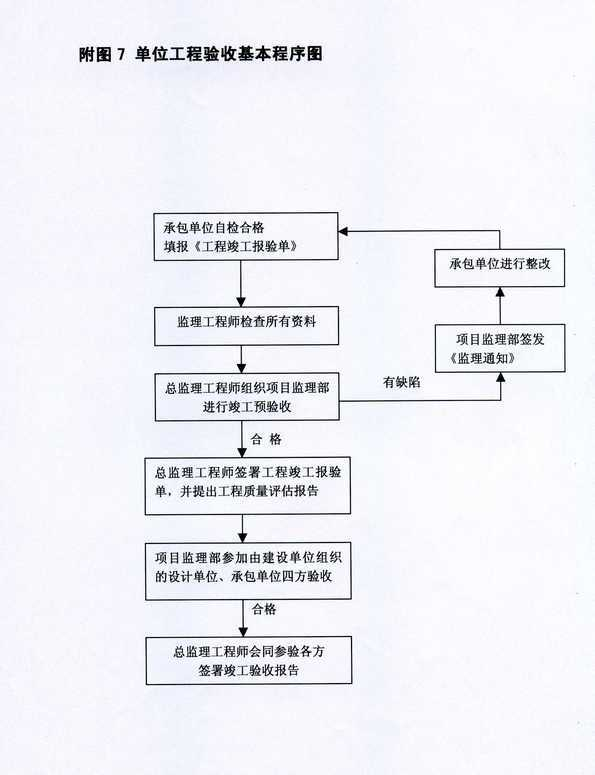 附图 7 单位工程验收基本程序图
承包单位自检合格
填报《工程竣工报验单》
承包单位进行整改
监理工程师检查所有资料
项目监理部签发
《监理通知》
总监理工程师组织项目监理部
进行竣工预验收
有缺陷
合 格
总监理工程师签署工程竣工报验
单，并提出工程质量评估报告
项目监理部参加由建设单位组织
的设计单位、承包单位四方验收
合格
总监理工程师会同参验各方
签署竣工验收报告